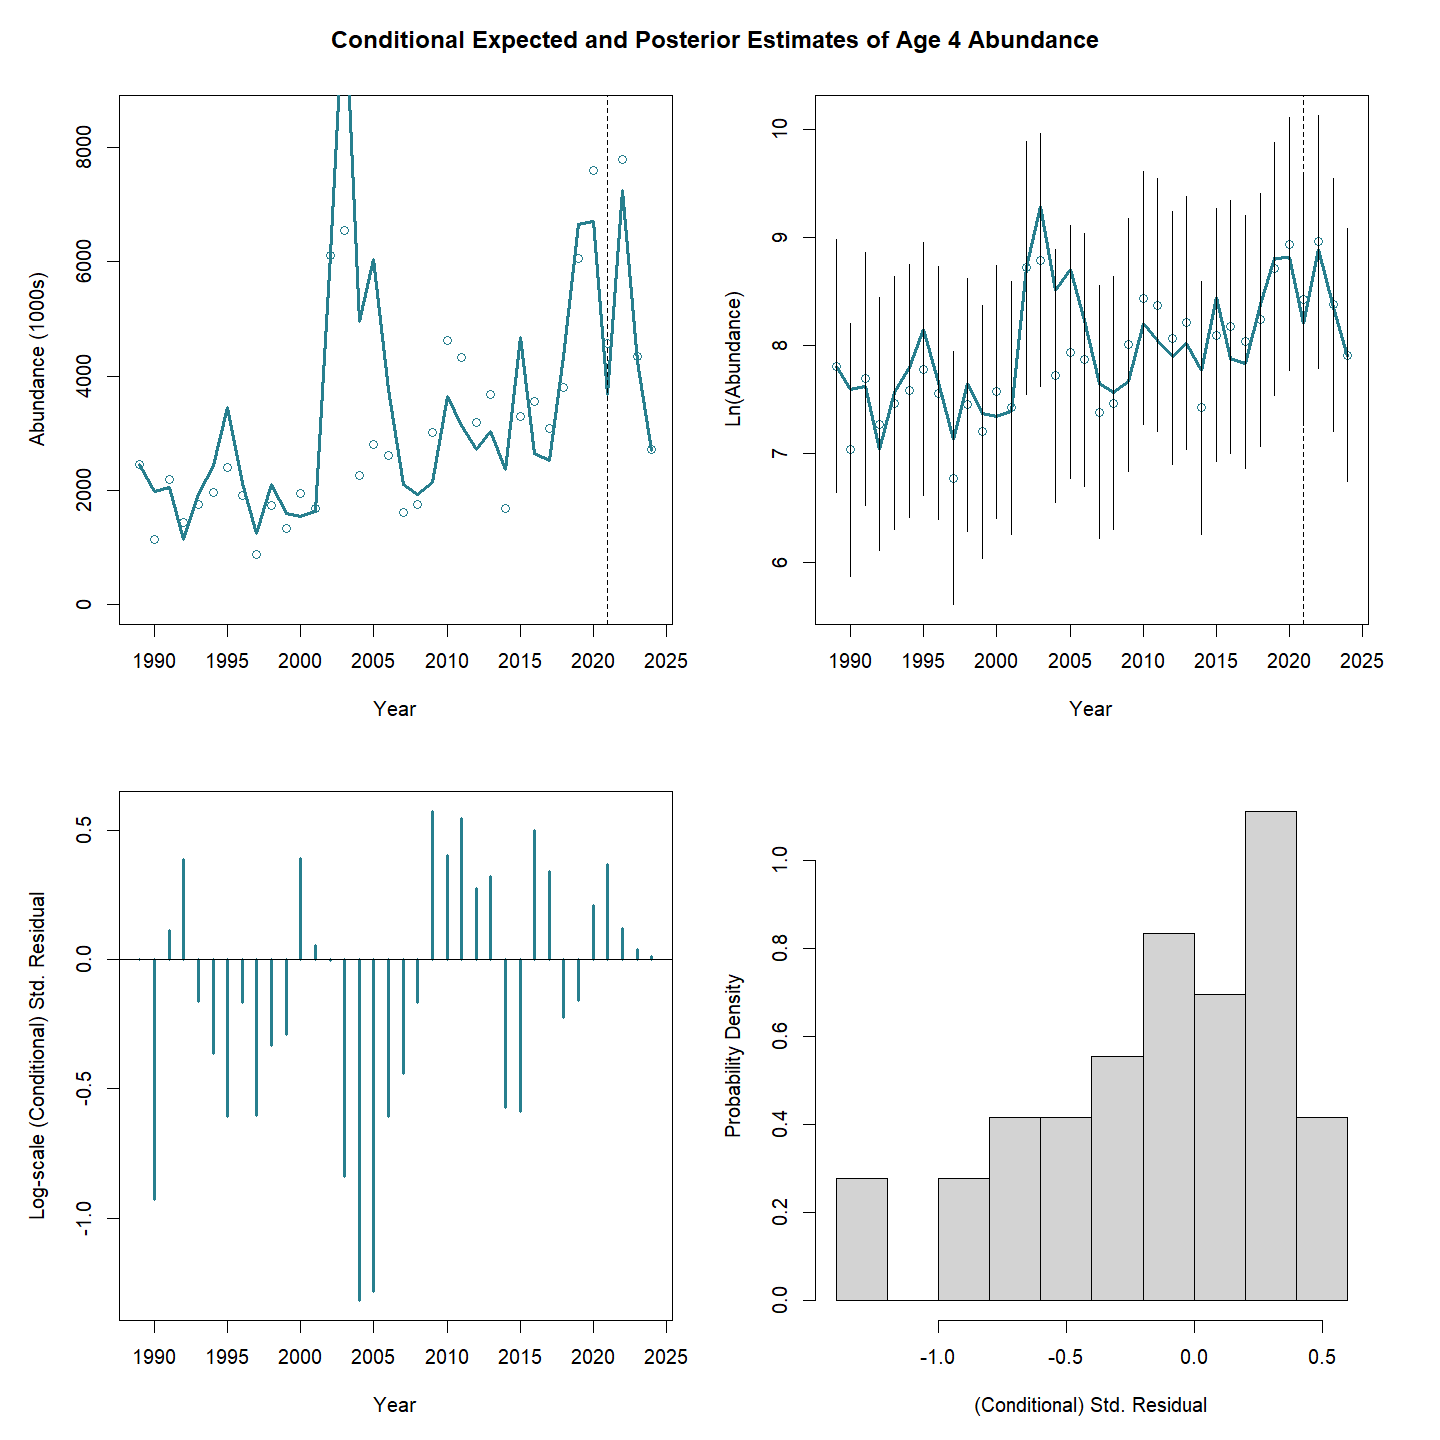 Conditional Expected and Posterior Estimates of Age 4 Abundance
Abundance (1000s)
8000
6000
4000
2000
0
1990 1995 2000 2005 2010 2015 2020 2025
Year
Ln(Abundance)
10
9
8
7
6
1990 1995 2000 2005 2010 2015 2020 2025
Year
Log-scale (Conditional) Std. Residual
0.5
0.0
-0.5
-1.0
1990 1995 2000 2005 2010 2015 2020 2025
Year
Probability Density
1.0
0.8
0.6
0.4
0.2
0.0
-1.0 -0.5 0.0 0.5
(Conditional) Std. Residual